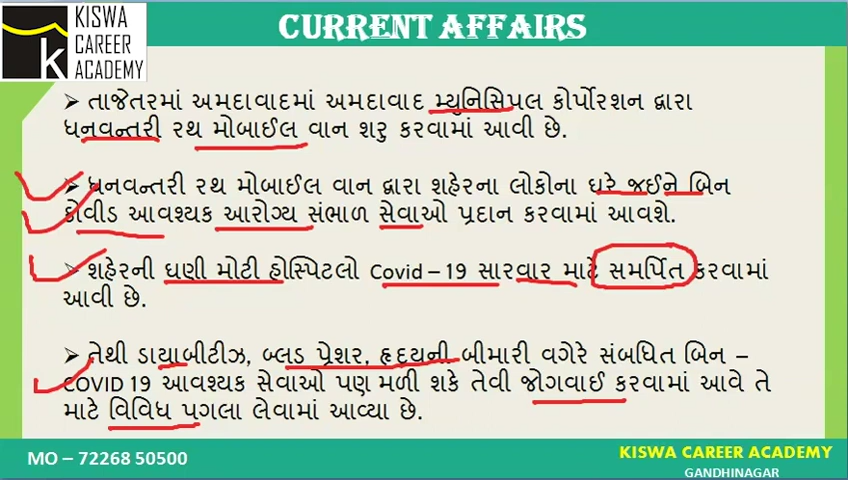 KISWA
CAREER
ACADEMY
k
CURRENT AFFAIRS
➢ તાજેતરમાં અમદાવાદમાં અમદાવાદ મ્યુનિસિપલ કોર્પોરશન દ્વારા
ધનવન્તરી રથ મોબાઈલ વાન શરુ કરવામાં આવી છે.
➢ ધનવન્તરી રથ મોબાઈલ વાન દ્વારા શહેરના લોકોના ઘરે જઈને બિન
કોવીડ આવશ્યક આરોગ્ય સંભાળ સેવાઓ પ્રદાન કરવામાં આવશે.
➢ શહેરની ઘણી મોટી હોસ્પિટલો Covid – 19 સારવાર માટે સમર્પિત કરવામાં
આવી છે.
➢ તેથી ડાયાબીટીઝ, બ્લડ પ્રેશર, હૃદયની બીમારી વગેરે સંબધિત બિન –
COVID 19 આવશ્યક સેવાઓ પણ મળી શકે તેવી જોગવાઈ કરવામાં આવે તે
માટે વિવિધ પગલા લેવામાં આવ્યા છે.
MO – 72268 50500
KISWA CAREER ACADEMY
GANDHINAGAR